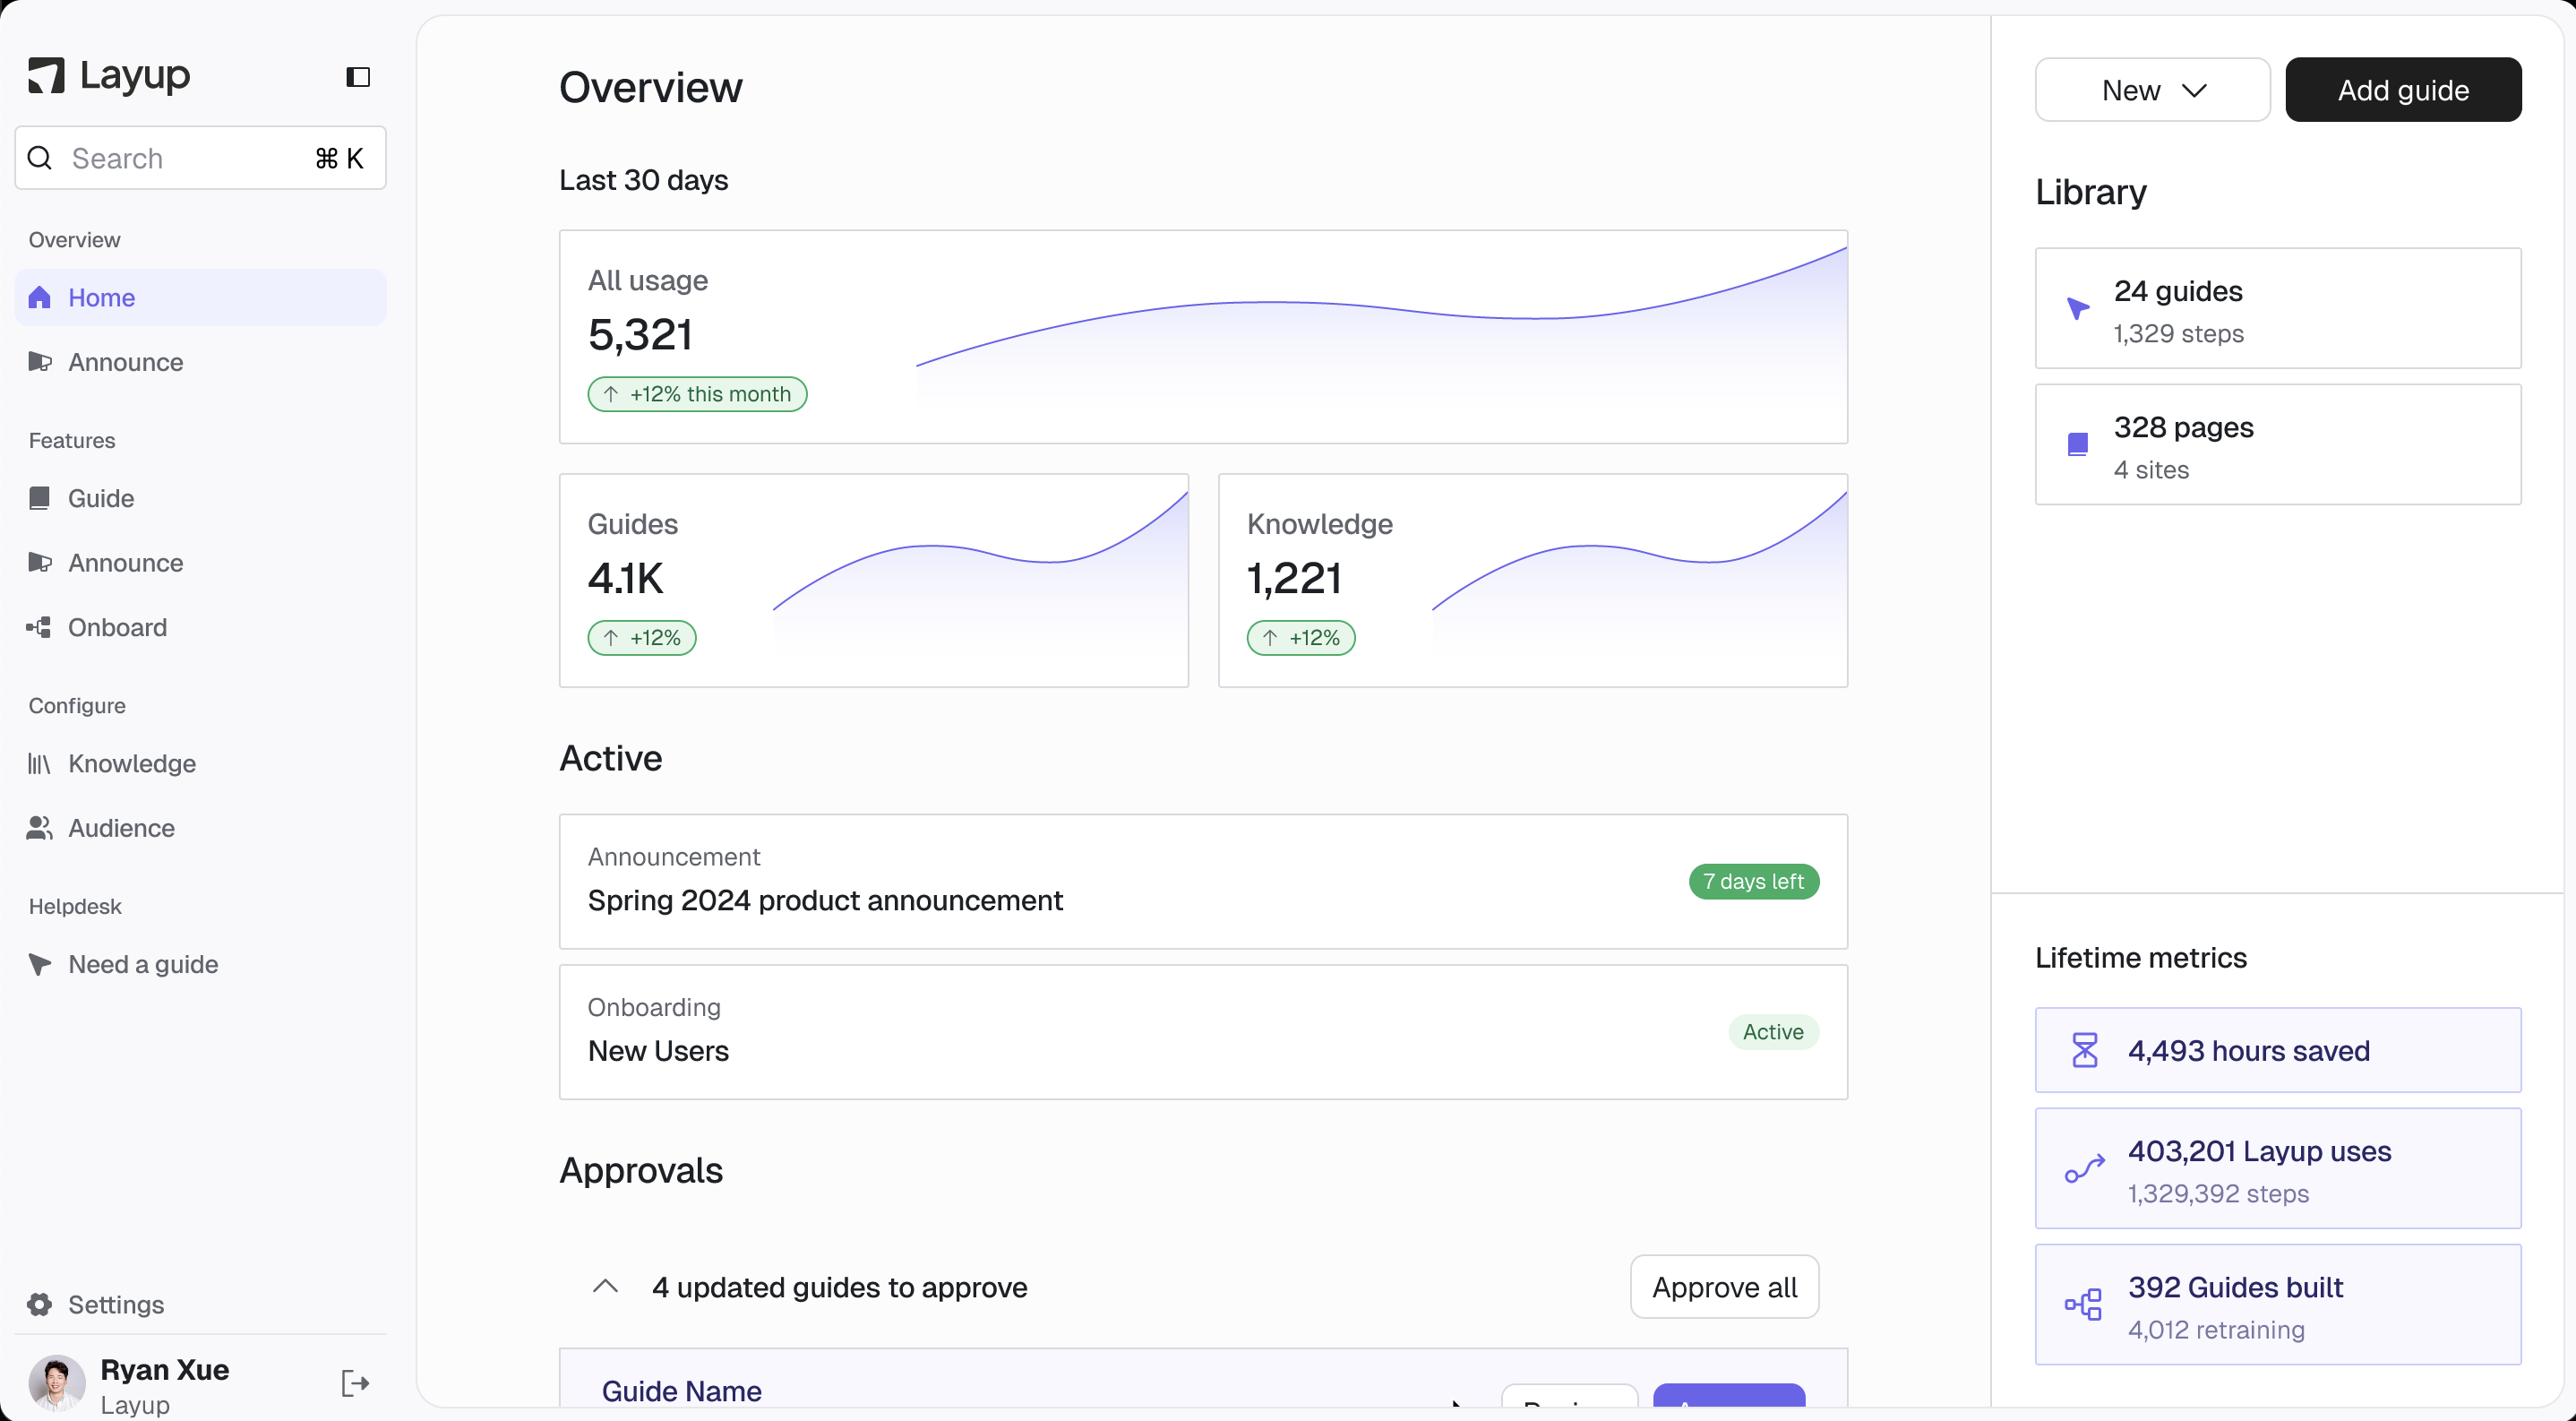 Layup
Search ⌘ K
Overview
Home
Announce
Features
Guide
Announce
Onboard
Configure
Knowledge
Audience
Helpdesk
Need a guide
Settings
Ryan Xue
Layup
Overview
Last 30 days
All usage
5,321
↑ +12% this month
Guides
4.1K
↑ +12%
Knowledge
1,221
↑ +12%
Active
Announcement
Spring 2024 product announcement
7 days left
Onboarding
New Users
Active
Approvals
4 updated guides to approve
Approve all
Guide Name
New
Add guide
Library
24 guides
1,329 steps
328 pages
4 sites
Lifetime metrics
4,493 hours saved
403,201 Layup uses
1,329,392 steps
392 Guides built
4,012 retraining